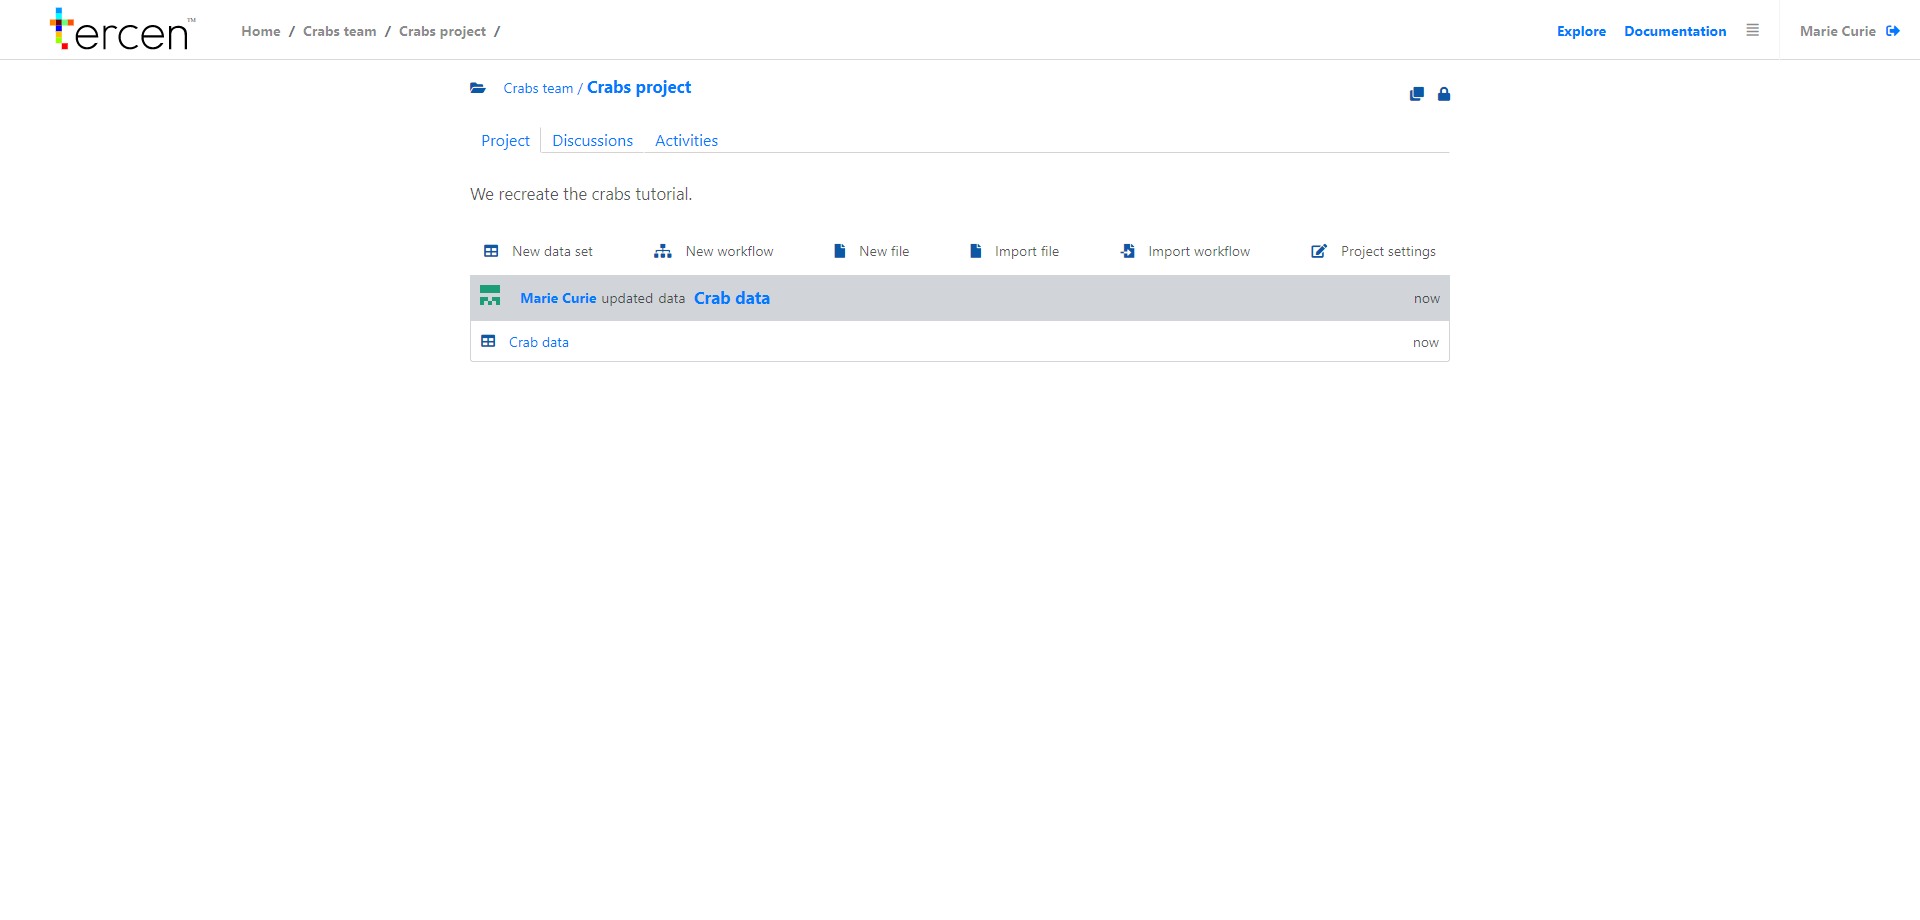 tercen™
Home / Crabs team / Crabs project /
Explore Documentation Marie Curie
Crabs team / Crabs project
Project Discussions Activities
We recreate the crabs tutorial.
New data set New workflow New file Import file Import workflow Project settings
Marie Curie updated data Crab data now
Crab data now